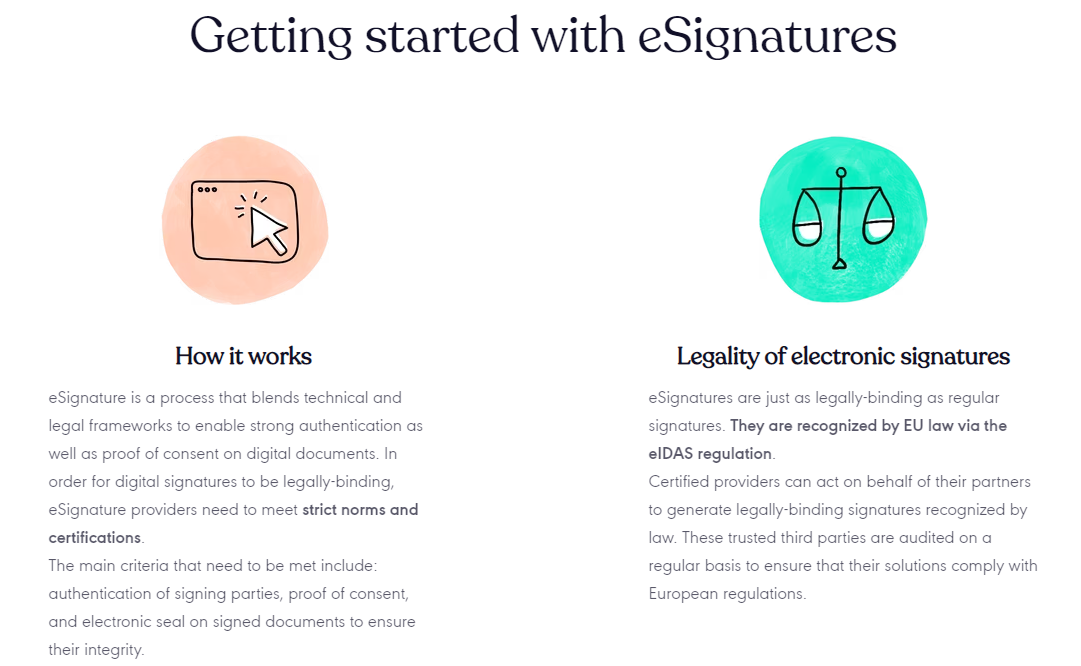 Getting started with eSignatures
How it works
eSignature is a process that blends technical and
legal frameworks to enable strong authentication as
well as proof of consent on digital documents. In
order for digital signatures to be legally-binding,
eSignature providers need to meet strict norms and
certifications.
The main criteria that need to be met include:
authentication of signing parties, proof of consent,
and electronic seal on signed documents to ensure
their integrity.
Legality of electronic signatures
eSignatures are just as legally-binding as regular
signatures. They are recognized by EU law via the
eIDAS regulation.
Certified providers can act on behalf of their partners
to generate legally-binding signatures recognized by
law. These trusted third parties are audited on a
regular basis to ensure that their solutions comply with
European regulations.